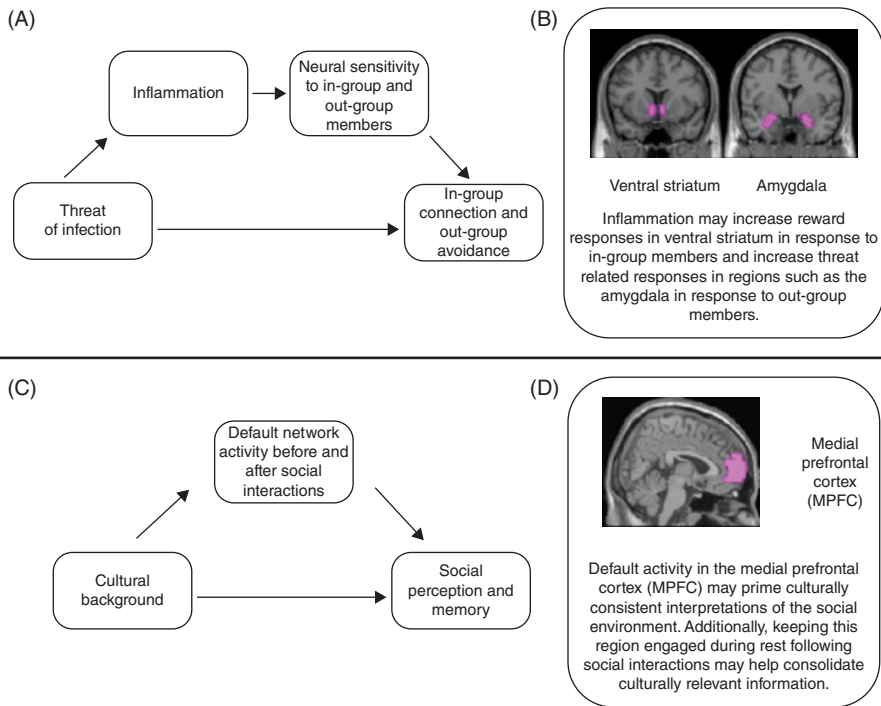 (A)
Inflammation
Neural sensitivity
to in-group and
out-group
members
Threat
of infection
In-group
connection and
out-group
avoidance
(B)
Ventral striatum
Amygdala
Inflammation may increase reward
responses in ventral striatum in response to
in-group members and increase threat
related responses in regions such as the
amygdala in response to out-group
members.
(C)
Default network
activity before and
after social
interactions
Cultural
background
Social
perception and
memory
(D)
Medial
prefrontal
cortex
(MPFC)
Default activity in the medial prefrontal
cortex (MPFC) may prime culturally
consistent interpretations of the social
environment. Additionally, keeping this
region engaged during rest following
social interactions may help consolidate
culturally relevant information.